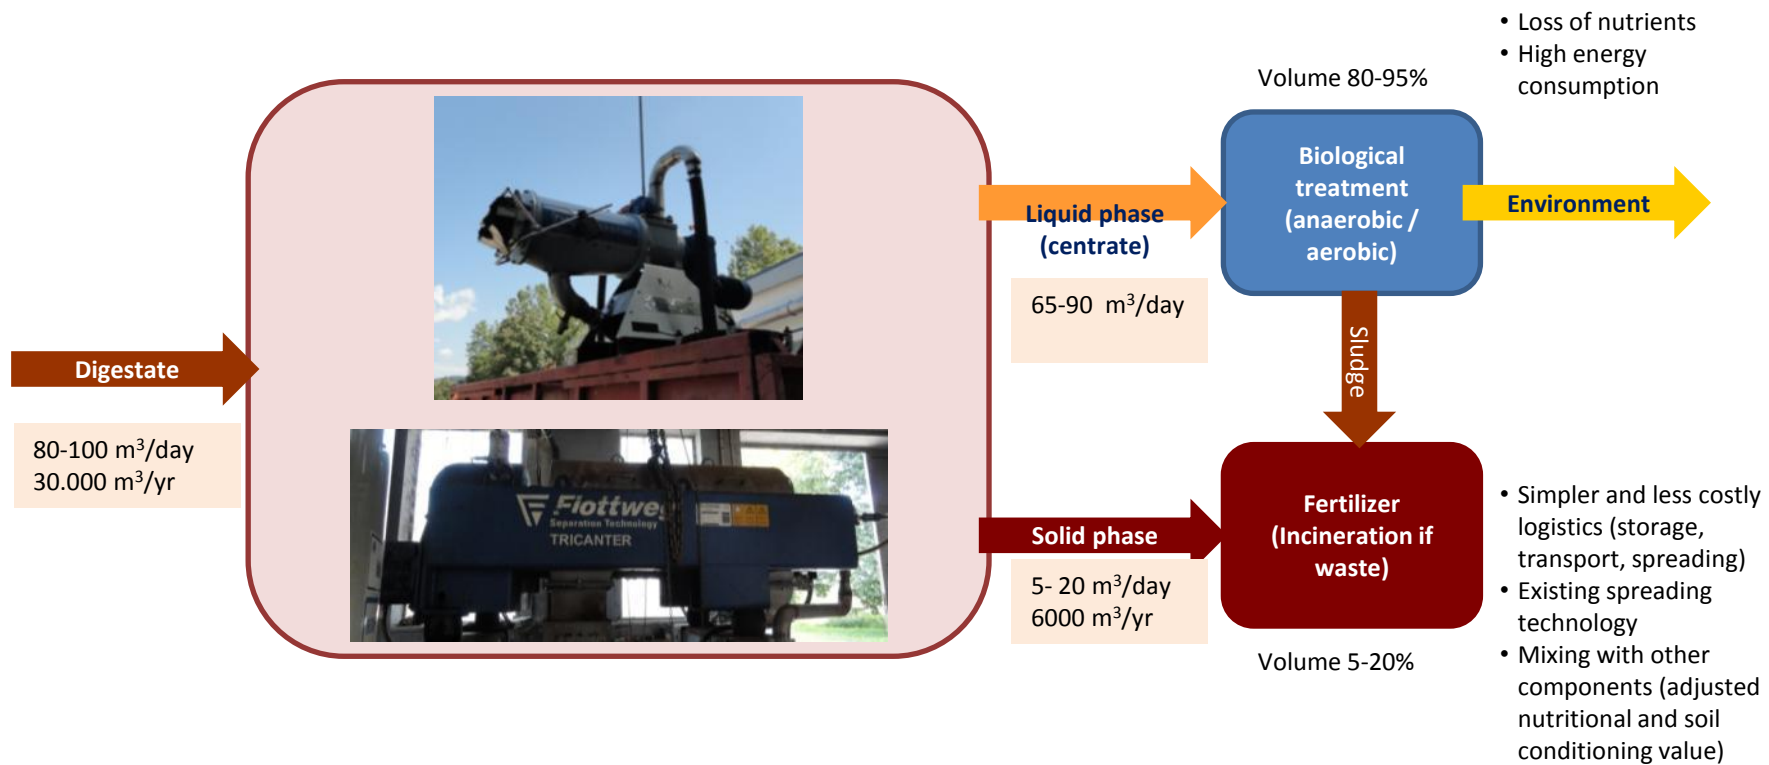 • Loss of nutrients
• High energy
consumption
Volume 80-95%
Biological
treatment
(anaerobic /
aerobic)
Liquid phase
(centrate)
Environment
65-90 m³/day
Sludge
Digestate
80-100 m³/day
30.000 m³/yr
Flottweg
Separation Technology
TRICANTER
Solid phase
5- 20 m³/day
6000 m³/yr
Fertilizer
(Incineration if
waste)
Volume 5-20%
• Simpler and less costly
logistics (storage,
transport, spreading)
• Existing spreading
technology
• Mixing with other
components (adjusted
nutritional and soil
conditioning value)